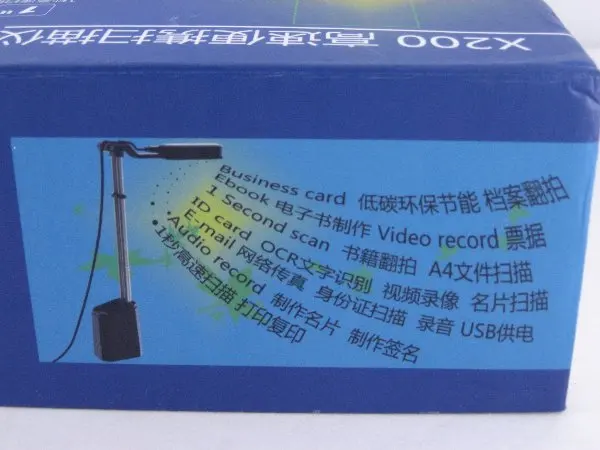 X200 高速便携扫描仪
Business card 低碳环保节能 档案翻拍
Ebook 电子书制作 Video record 票据
1 Second scan 书籍翻拍 A4文件扫描
ID card OCR文字识别 视频录像 名片扫描
E-mail 网络传真 身份证扫描 录音 USB供电
Audio record 制作名片 制作签名
1秒高速扫描 打印复印